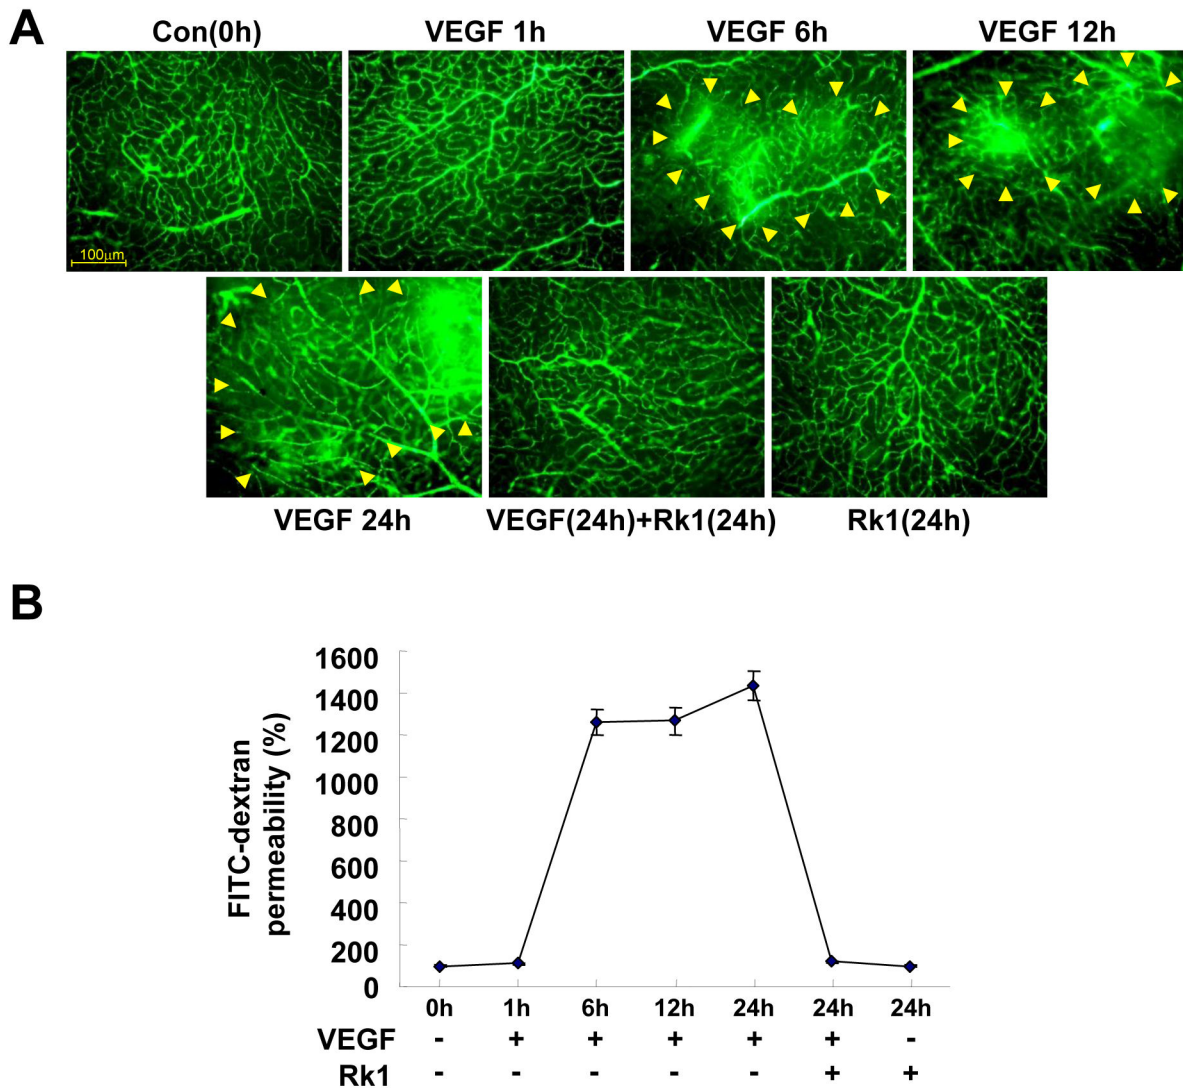 A
Con(0h) VEGF 1h VEGF 6h VEGF 12h
100μm
VEGF 24h VEGF(24h)+Rk1(24h) Rk1(24h)
B
FITC-dextran
permeability (%)
1600
1400
1200
1000
800
600
400
200
0
0h 1h 6h 12h 24h 24h 24h
VEGF - + + + + + -
Rk1 - - - - - + +